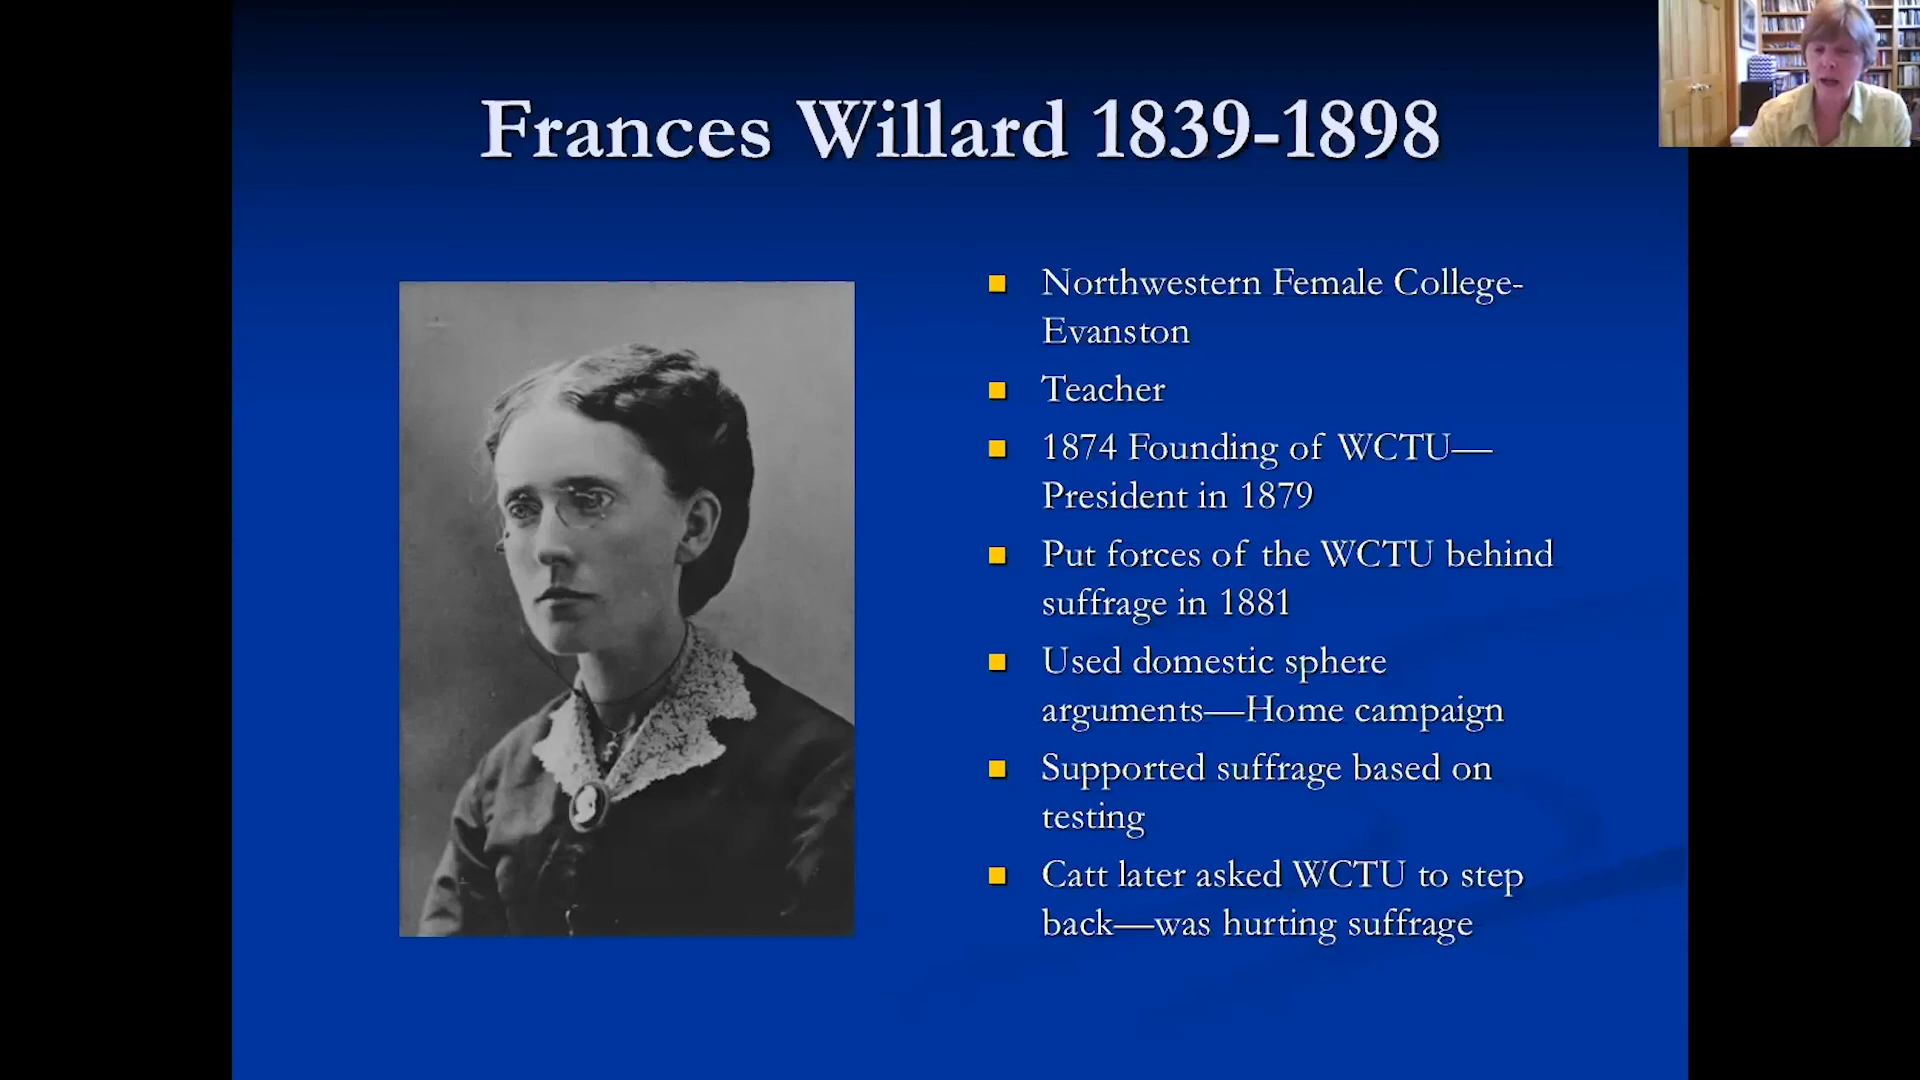 Frances Willard 1839-1898
Northwestern Female College-
Evanston
Teacher
1874 Founding of WCTU—
President in 1879
Put forces of the WCTU behind
suffrage in 1881
Used domestic sphere
arguments—Home campaign
Supported suffrage based on
testing
Catt later asked WCTU to step
back—was hurting suffrage